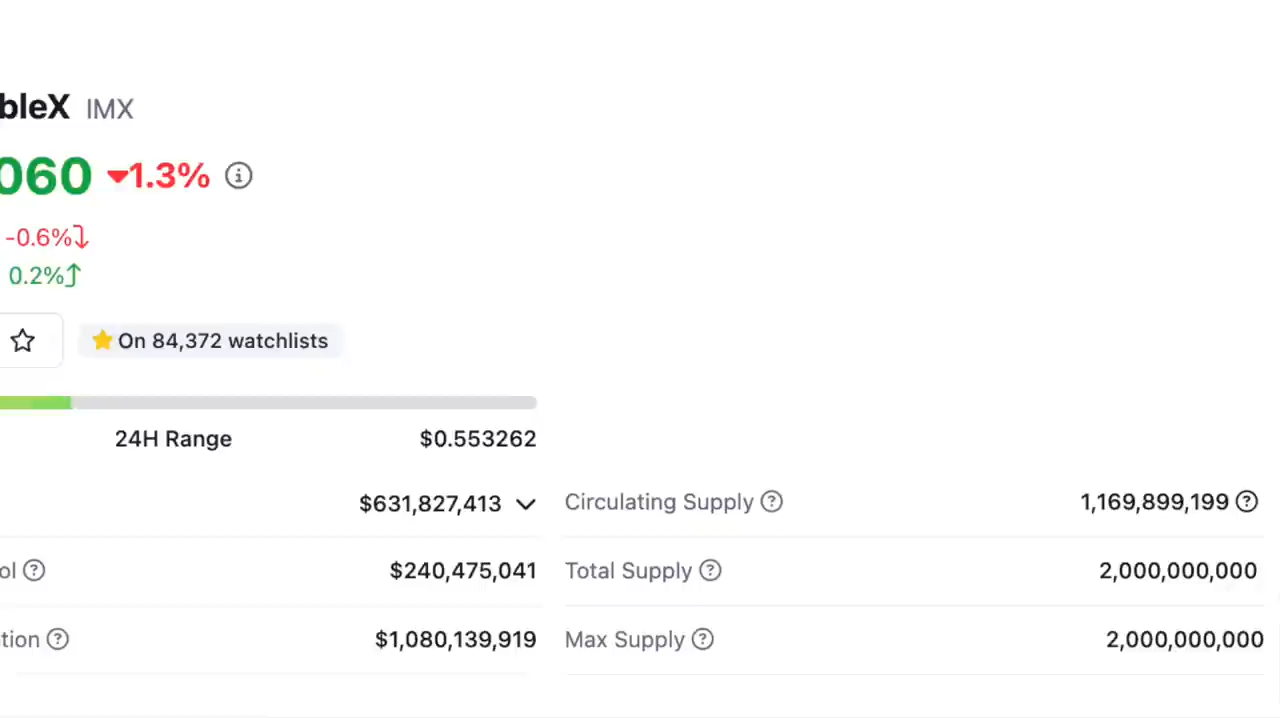 bleX IMX
060 1.3%
-0.6%
0.2%
On 84,372 watchlists
24H Range $0.553262
$631,827,413
Circulating Supply 1,169,899,199
ol $240,475,041
Total Supply 2,000,000,000
tion $1,080,139,919
Max Supply 2,000,000,000